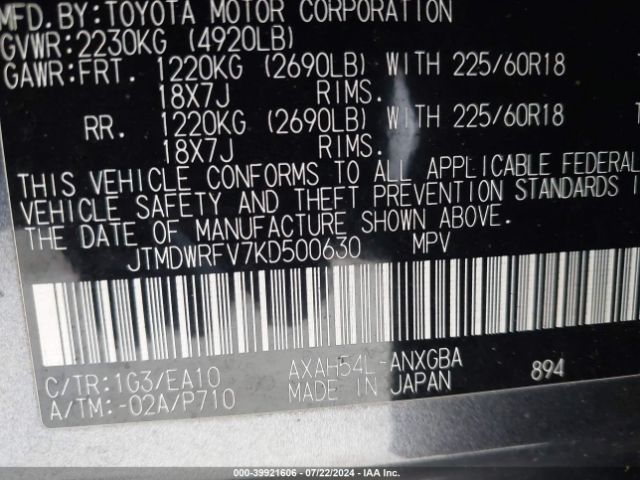 MFD.BY:TOYOTA MOTOR CORPORATION
GVWR:2230KG (4920LB)
GAWR:FRT. 1220KG (2690LB) WITH 225/60R18
18X7J RIMS.
RR. 1220KG (2690LB) WITH 225/60R18
18X7J RIMS.
THIS VEHICLE CONFORMS TO ALL APPLICABLE FEDERAL
VEHICLE SAFETY AND THEFT PREVENTION STANDARDS
THE DATE OF MANUFACTURE SHOWN ABOVE.
JTMDWRFV7KD500630 MPV
C/TR:1G3/EA10 AXAH54L-ANXGBA 894
A/TM:-02A/P710 MADE IN JAPAN
000-39921606 - 07/22/2024 - IAA Inc.